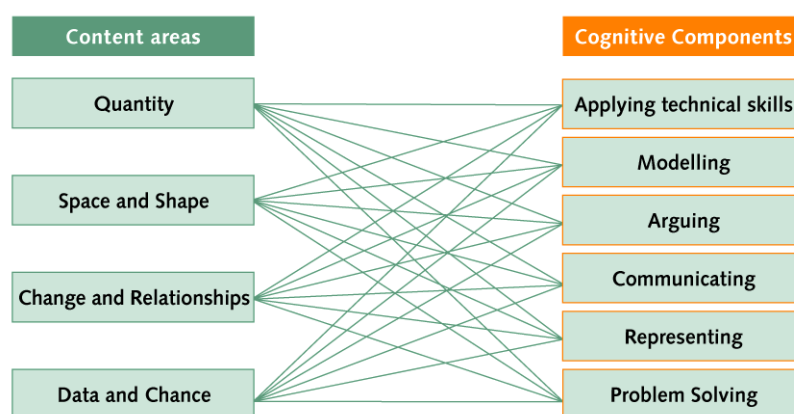 Content areas
Quantity
Space and Shape
Change and Relationships
Data and Chance
Cognitive Components
Applying technical skills
Modelling
Arguing
Communicating
Representing
Problem Solving